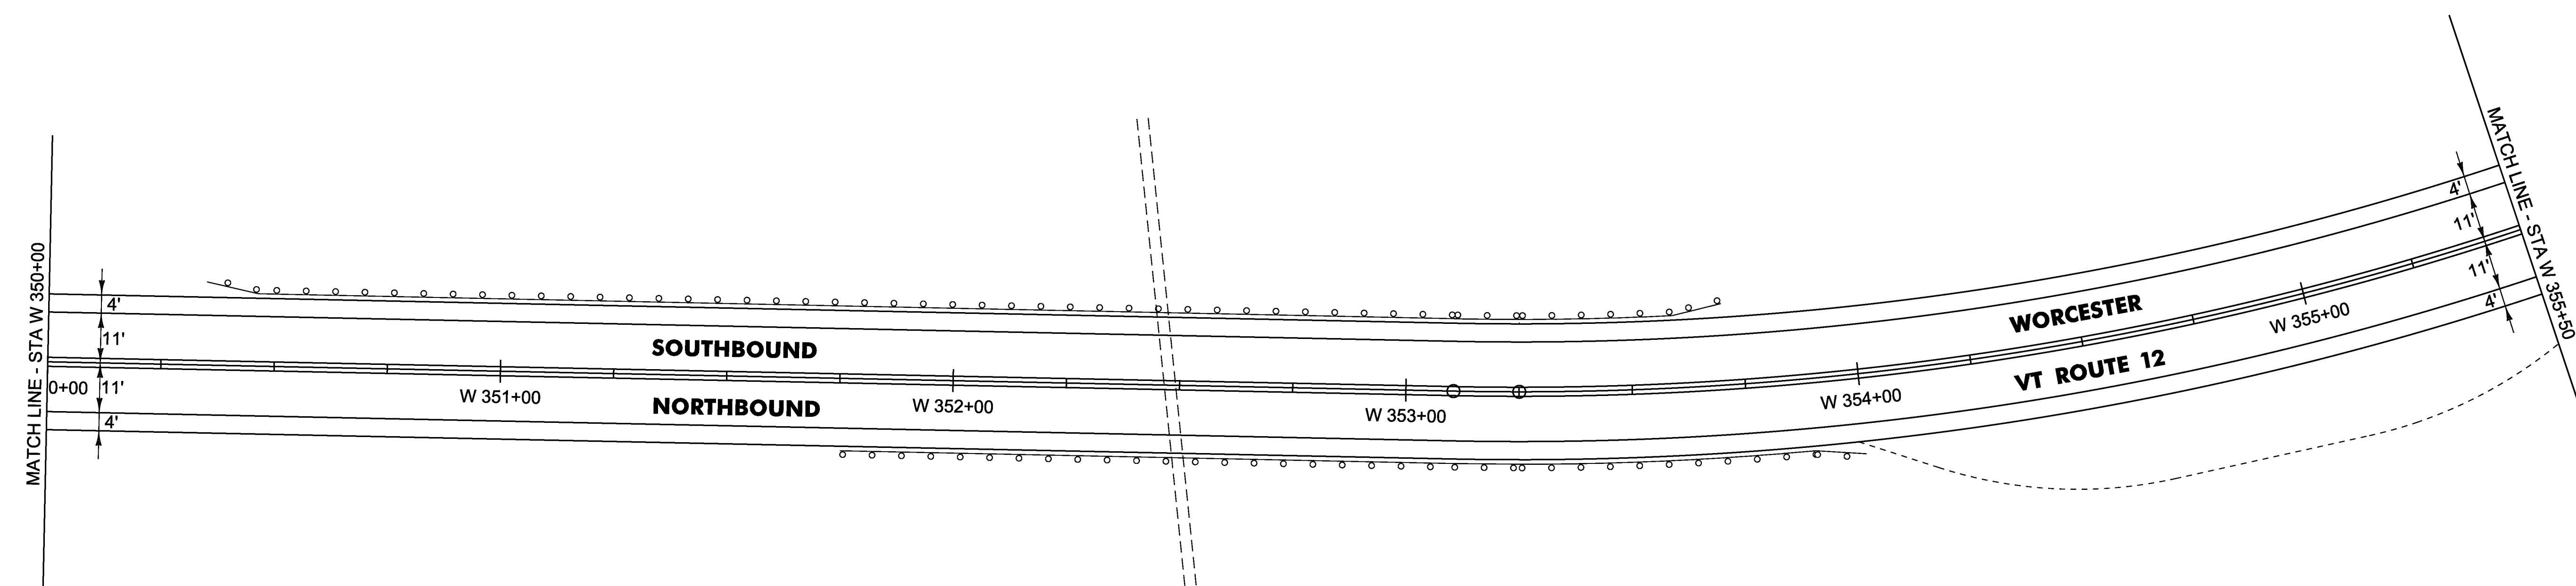 MATCH LINE - STA W 350+00
4'
11'
0+00
11'
4'
SOUTHBOUND
NORTHBOUND
W 351+00
W 352+00
W 353+00
W 354+00
W 355+00
WORCESTER
VT ROUTE 12
4'
11'
11'
4'
MATCH LINE - STA W 355+50